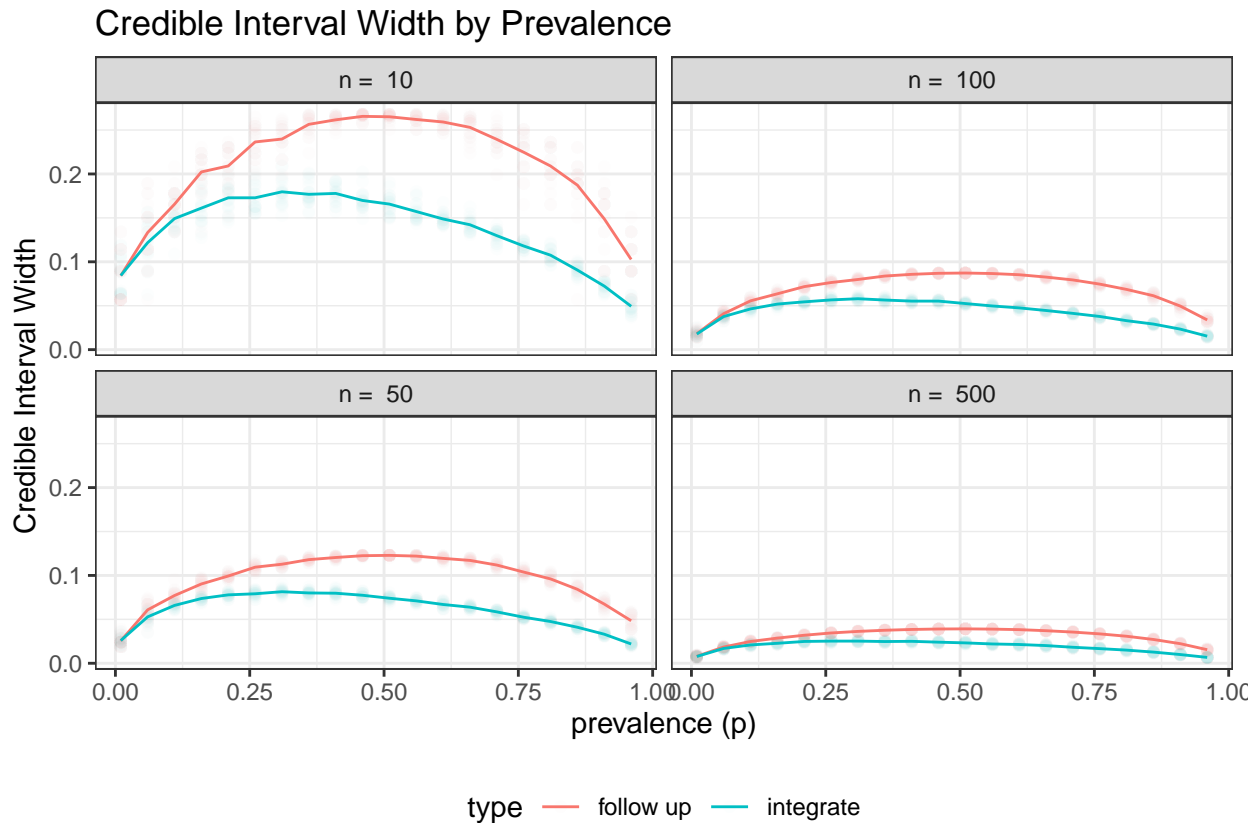 Credible Interval Width by Prevalence
n = 10
n = 100
0.2
0.1
0.0
n = 50
n = 500
0.2
0.1
0.0
Credible Interval Width
0.00 0.25 0.50 0.75 1.00
0.00 0.25 0.50 0.75 1.00
prevalence (p)
type follow up integrate